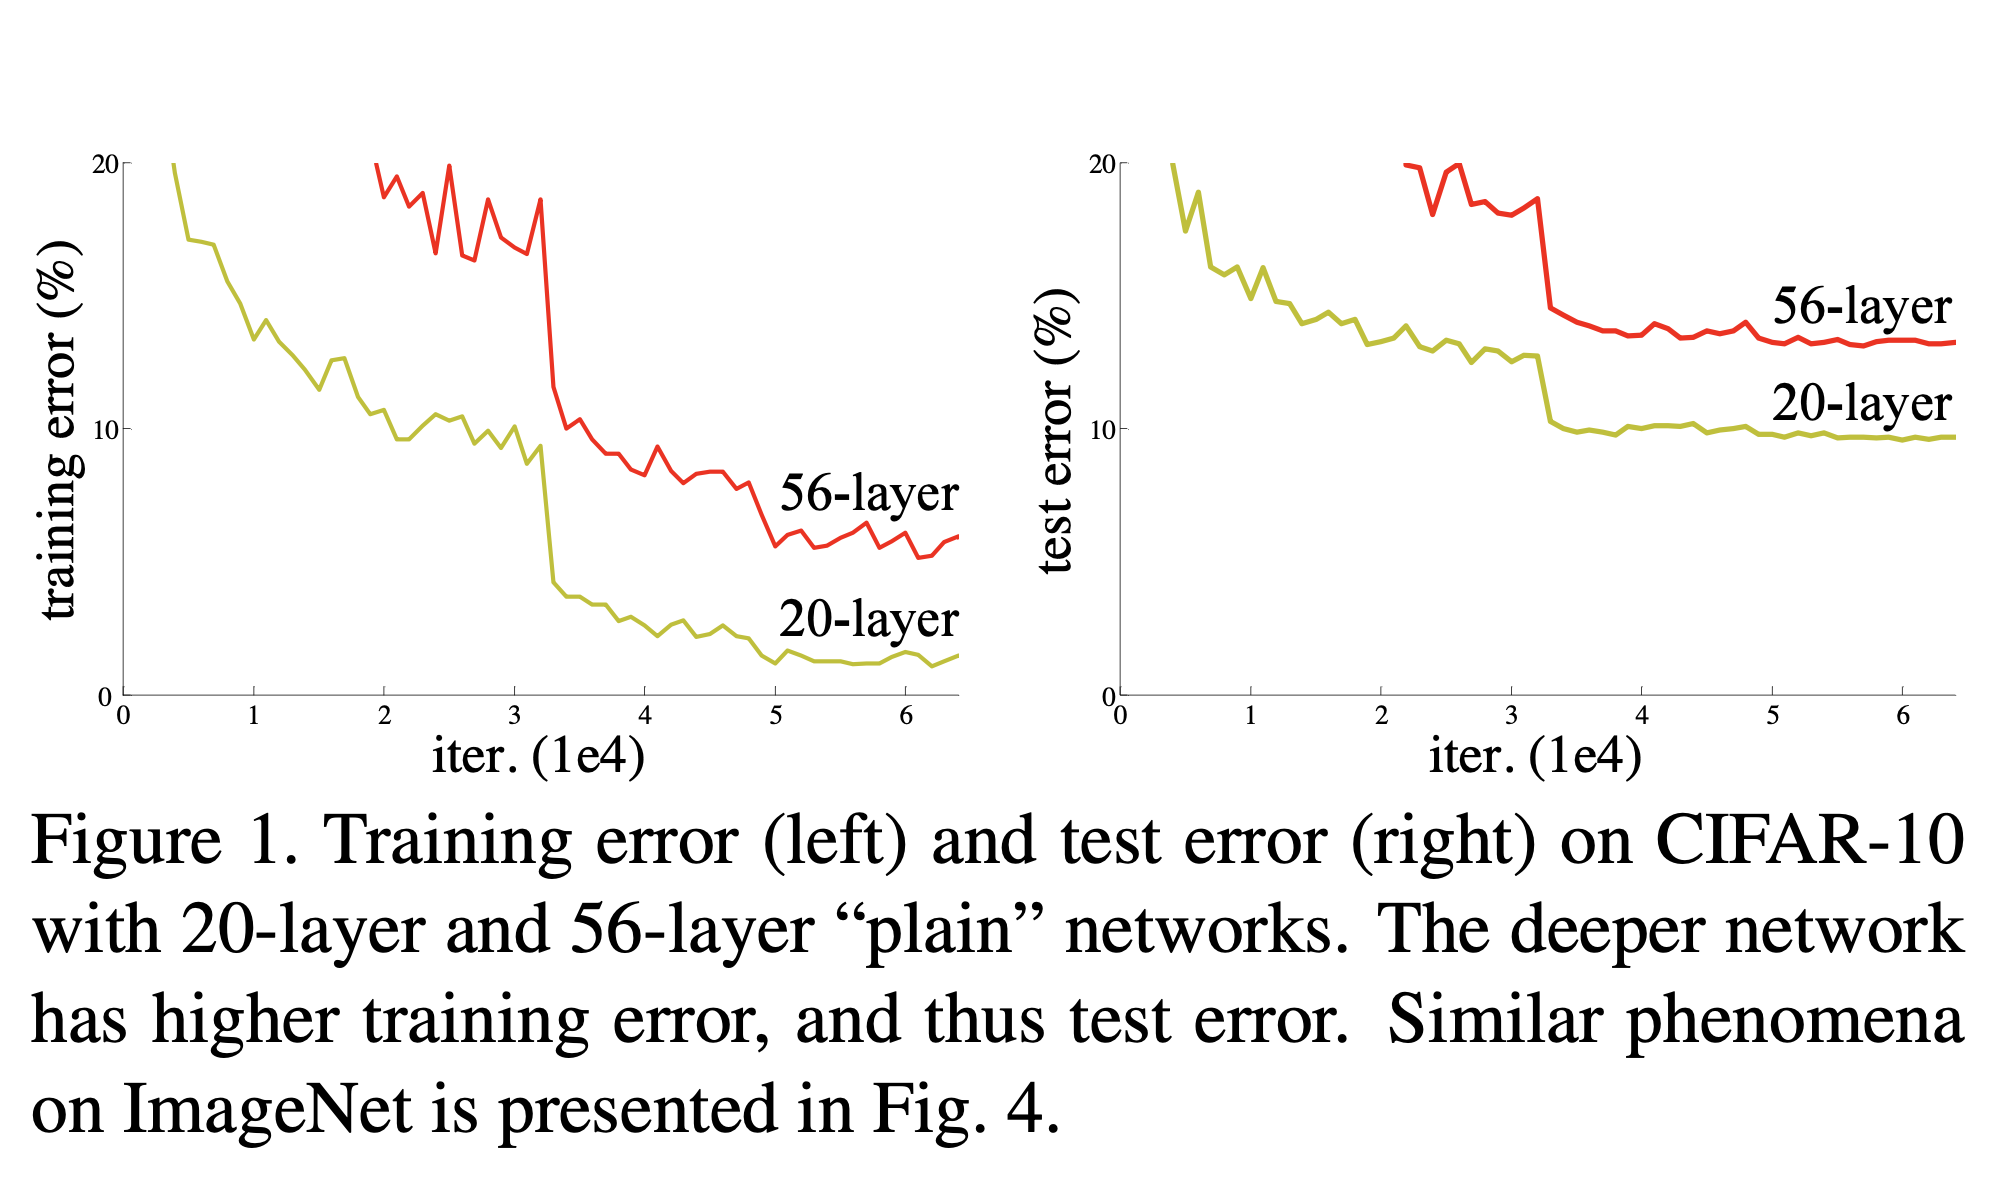 20
10
0
0 1 2 3 4 5 6
training error (%)
iter. (1e4)
56-layer
20-layer
20
10
0
0 1 2 3 4 5 6
test error (%)
iter. (1e4)
56-layer
20-layer
Figure 1. Training error (left) and test error (right) on CIFAR-10
with 20-layer and 56-layer “plain” networks. The deeper network
has higher training error, and thus test error. Similar phenomena
on ImageNet is presented in Fig. 4.